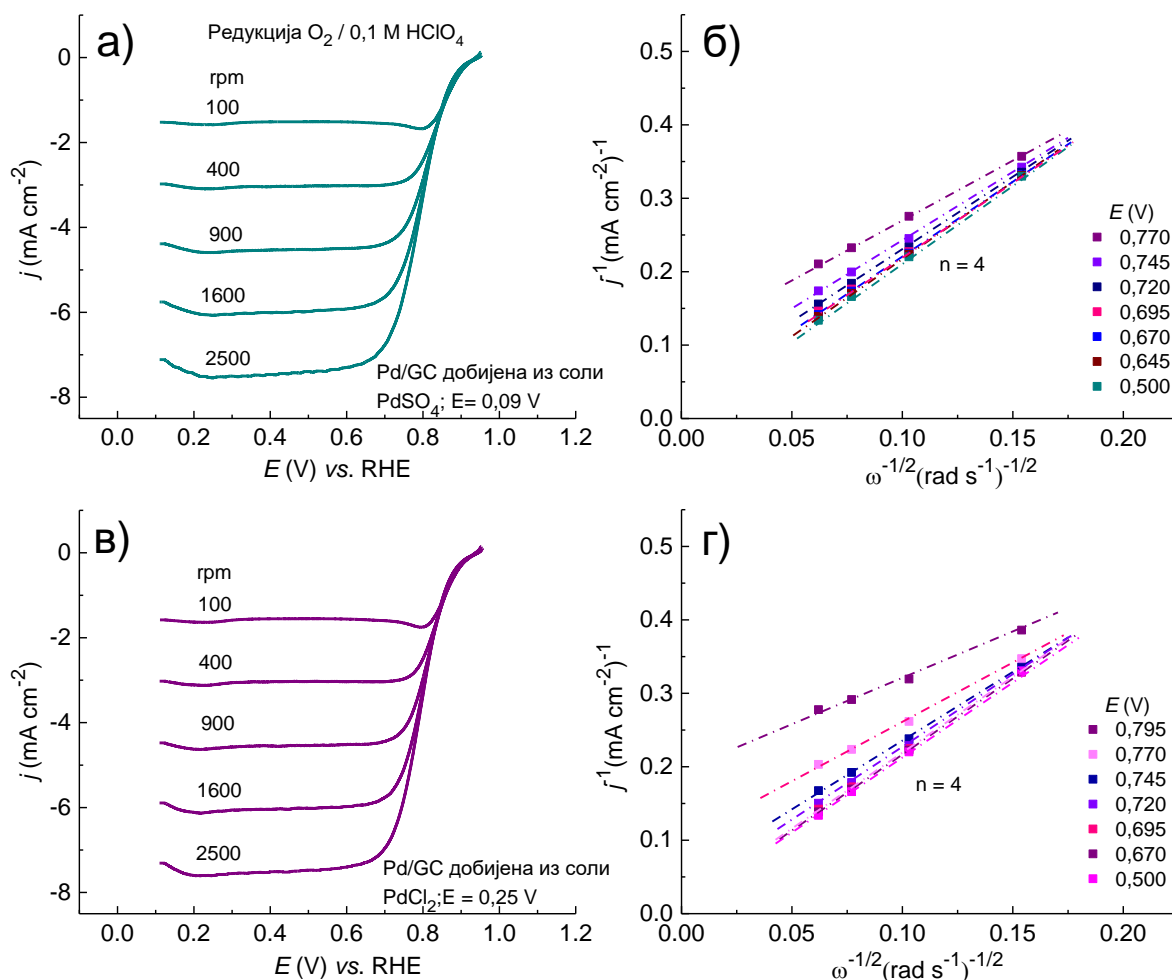 а)
Редукција O2 / 0,1 M HClO4
rpm
100
400
900
1600
2500
Pd/GC добијена из соли
PdSO4; E= 0,09 V
0
-2
-4
-6
-8
j (mA cm-2)
0.0 0.2 0.4 0.6 0.8 1.0 1.2
E (V) vs. RHE
б)
0.5
0.4
0.3
0.2
0.1
0.0
j-1(mA cm-2)-1
E (V)
0,770
0,745
0,720
0,695
0,670
0,645
0,500
n = 4
0.00 0.05 0.10 0.15 0.20
ω-1/2(rad s-1)-1/2
в)
rpm
100
400
900
1600
2500
Pd/GC добијена из соли
PdCl2;E = 0,25 V
0
-2
-4
-6
-8
j (mA cm-2)
0.0 0.2 0.4 0.6 0.8 1.0 1.2
E (V) vs. RHE
г)
0.5
0.4
0.3
0.2
0.1
0.0
j-1(mA cm-2)-1
E (V)
0,795
0,770
0,745
0,720
0,695
0,670
0,500
n = 4
0.00 0.05 0.10 0.15 0.20
ω-1/2(rad s-1)-1/2